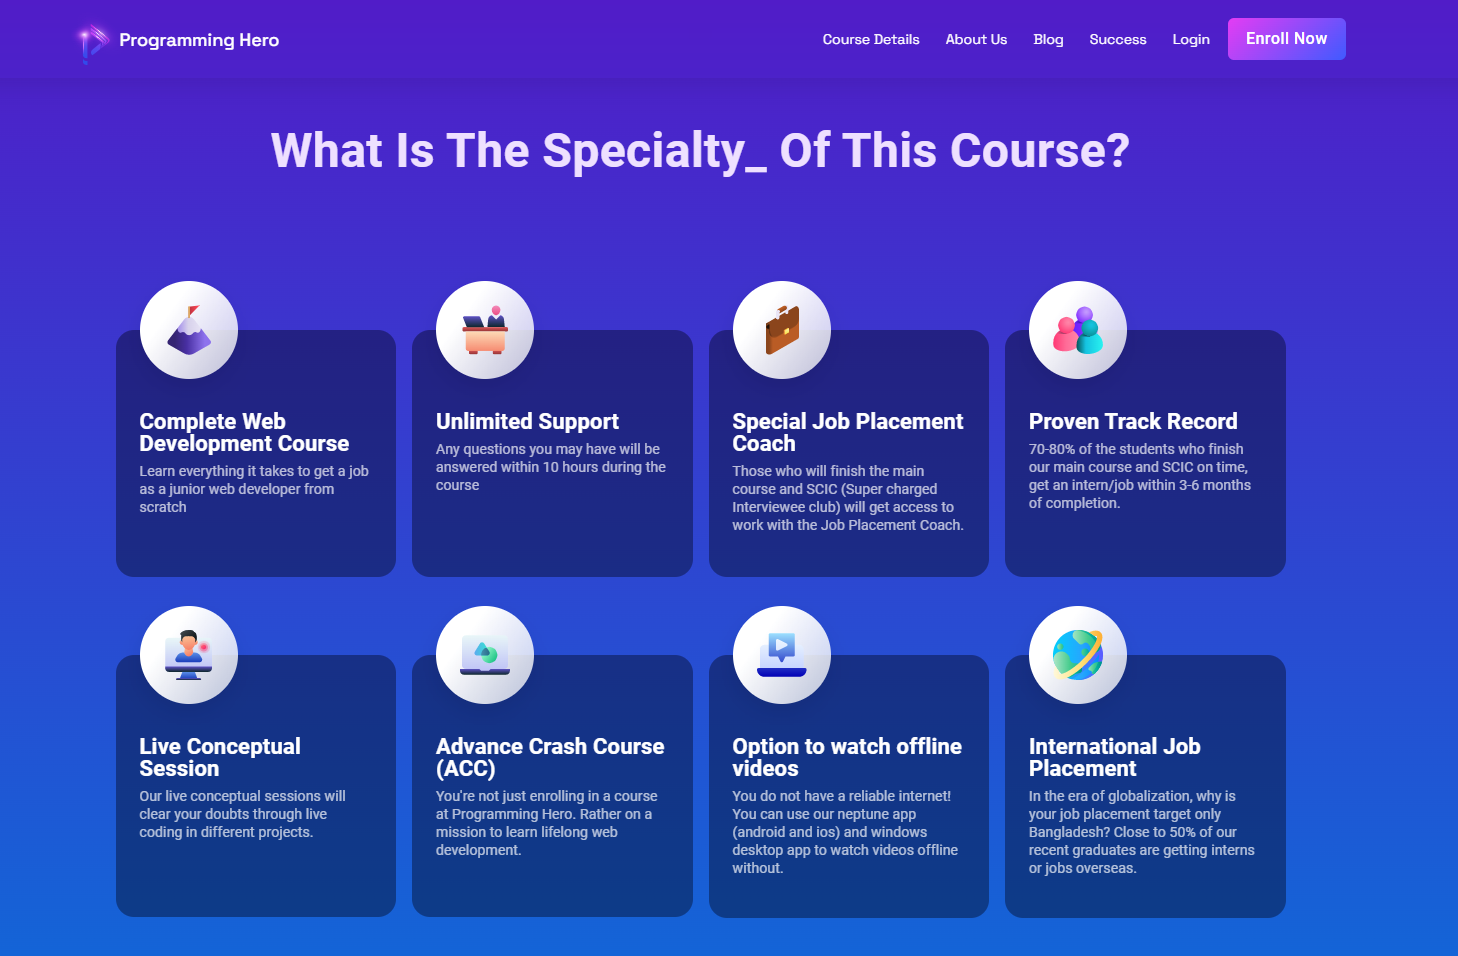 Programming Hero
Course Details
About Us
Blog
Success
Login
Enroll Now
What Is The Specialty_ Of This Course?
Complete Web
Development Course
Learn everything it takes to get a job
as a junior web developer from
scratch
Unlimited Support
Any questions you may have will be
answered within 10 hours during the
course
Special Job Placement
Coach
Those who will finish the main
course and SCIC (Super charged
Interviewee club) will get access to
work with the Job Placement Coach.
Proven Track Record
70-80% of the students who finish
our main course and SCIC on time,
get an intern/job within 3-6 months
of completion.
Live Conceptual
Session
Our live conceptual sessions will
clear your doubts through live
coding in different projects.
Advance Crash Course
(ACC)
You're not just enrolling in a course
at Programming Hero. Rather on a
mission to learn lifelong web
development.
Option to watch offline
videos
You do not have a reliable internet!
You can use our neptune app
(android and ios) and windows
desktop app to watch videos offline
without.
International Job
Placement
In the era of globalization, why is
your job placement target only
Bangladesh? Close to 50% of our
recent graduates are getting interns
or jobs overseas.